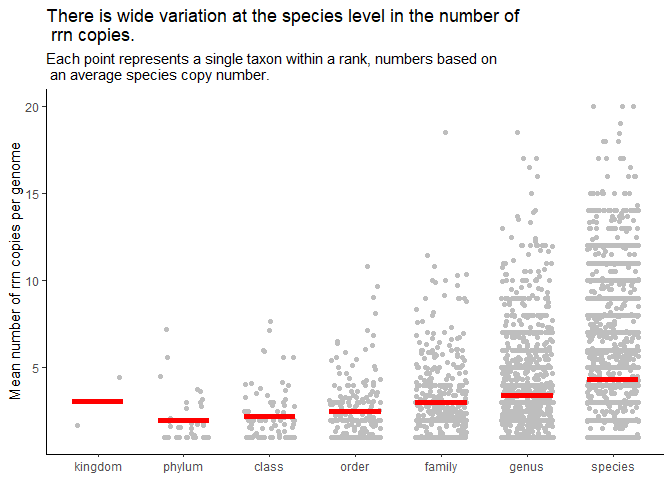 There is wide variation at the species level in the number of
rrn copies.
Each point represents a single taxon within a rank, numbers based on
an average species copy number.
Mean number of rrn copies per genome
20
15
10
5
kingdom phylum class order family genus species